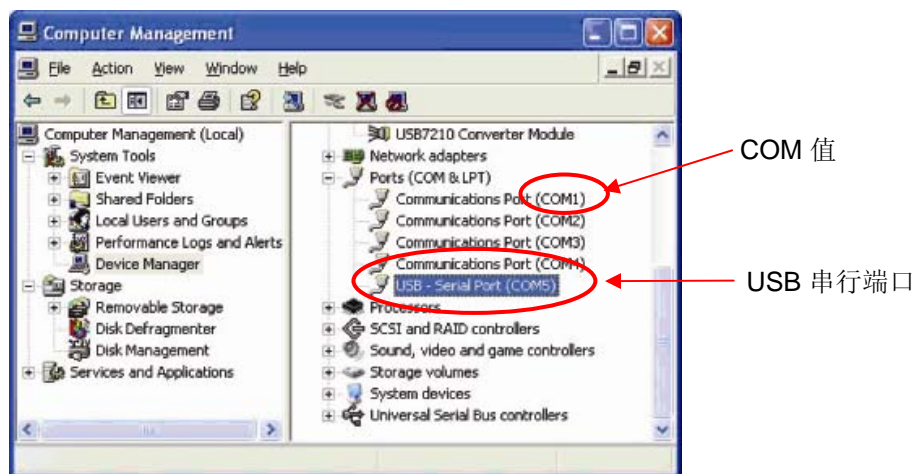 Computer Management
File Action View Window Help
Computer Management (Local)
System Tools
Event Viewer
Shared Folders
Local Users and Groups
Performance Logs and Alerts
Device Manager
Storage
Removable Storage
Disk Defragmenter
Disk Management
Services and Applications
USB7210 Converter Module
Network adapters
Ports (COM & LPT)
Communications Port (COM1)
Communications Port (COM2)
Communications Port (COM3)
Communications Port (COM4)
USB - Serial Port (COM5)
Processors
SCSI and RAID controllers
Sound, video and game controllers
Storage volumes
System devices
Universal Serial Bus controllers
COM 值
USB 串行端口